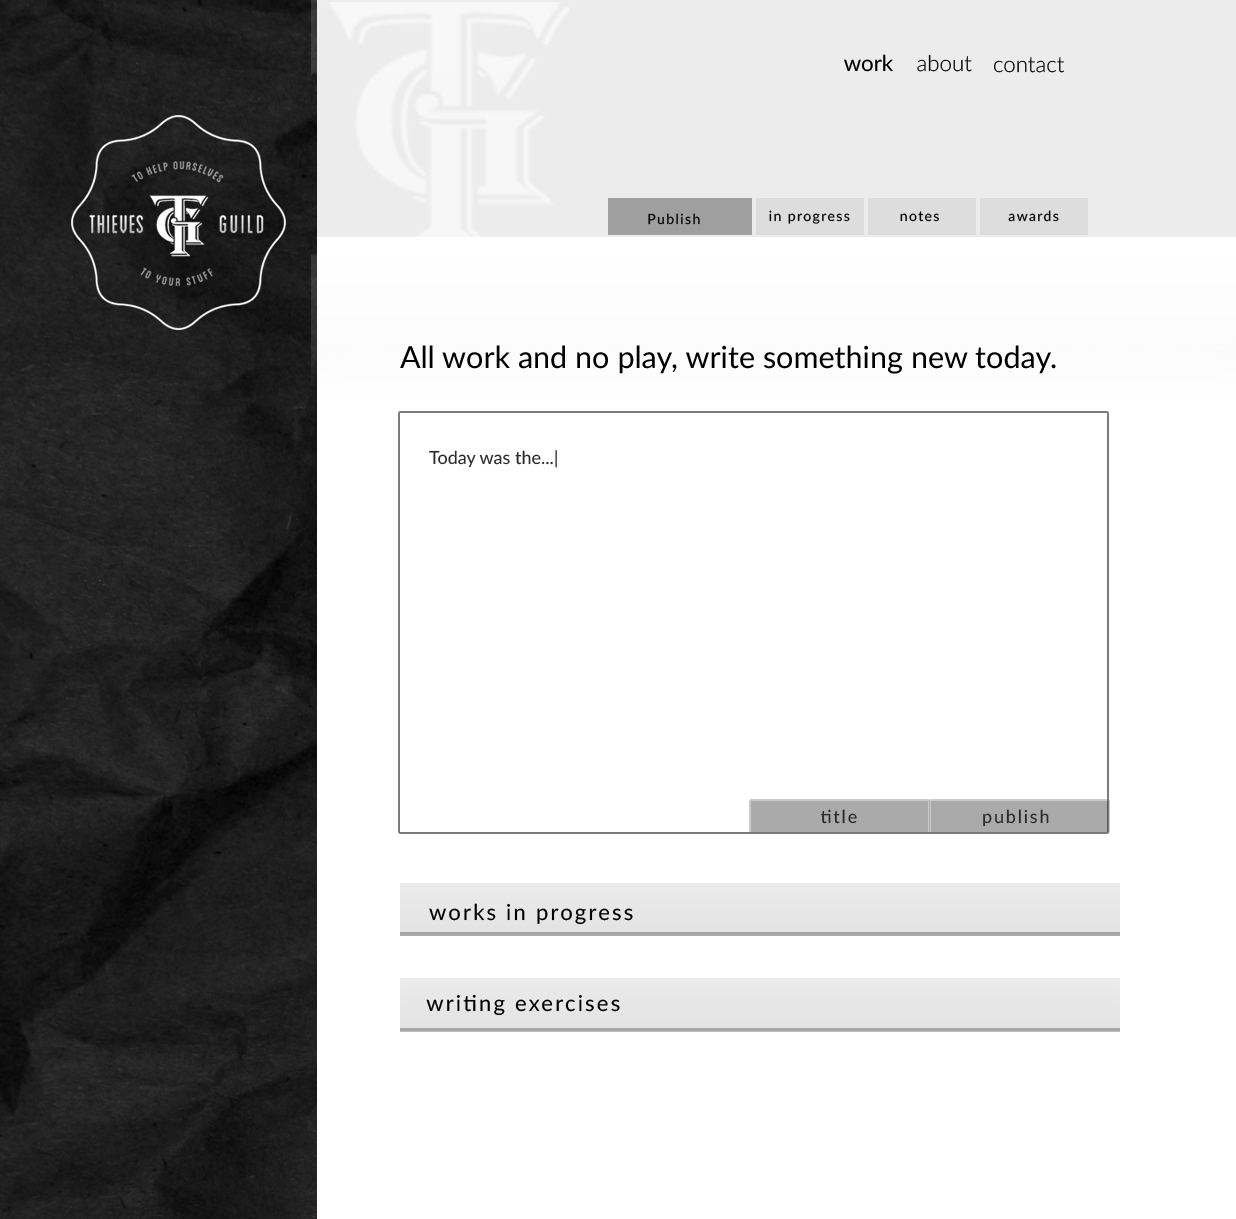 work about contact
TO HELP OURSELVES
THIEVES TG GUILD
TO YOUR STUFF
Publish in progress notes awards
All work and no play, write something new today.
Today was the...|
title publish
works in progress
writing exercises